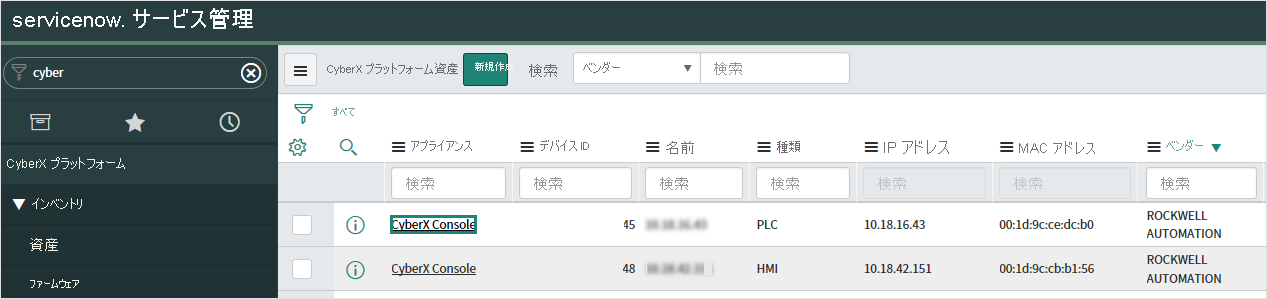 servicenow. サービス管理
cyber
CyberX プラットフォーム資産
新規作成
検索
ベンダー
検索
すべて
アプライアンス
デバイス ID
名前
種類
IP アドレス
MAC アドレス
ベンダー
CyberX プラットフォーム
検索
検索
検索
検索
検索
検索
検索
インベントリ
資産
ファームウェア
CyberX Console
45
PLC
10.18.16.43
00:1d:9c:ce:dc:b0
ROCKWELL
AUTOMATION
CyberX Console
48
HMI
10.18.42.151
00:1d:9c:cb:b1:56
ROCKWELL
AUTOMATION